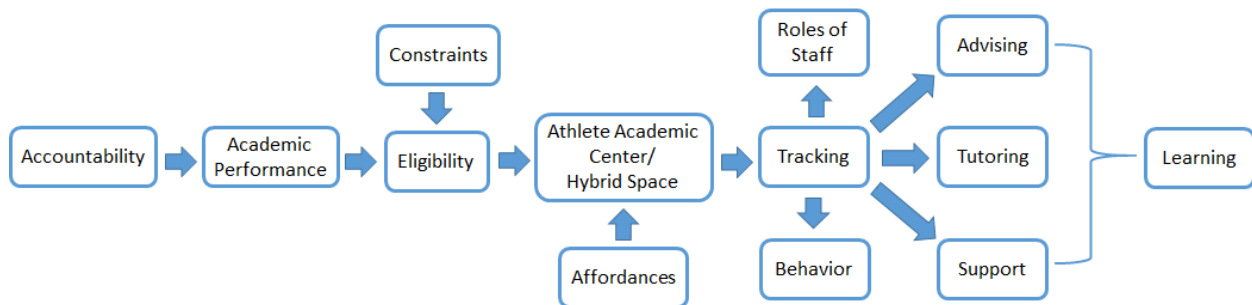 Constraints
Roles of
Staff
Advising
Accountability
Academic
Performance
Eligibility
Athlete Academic
Center/
Hybrid Space
Tracking
Tutoring
Learning
Affordances
Behavior
Support